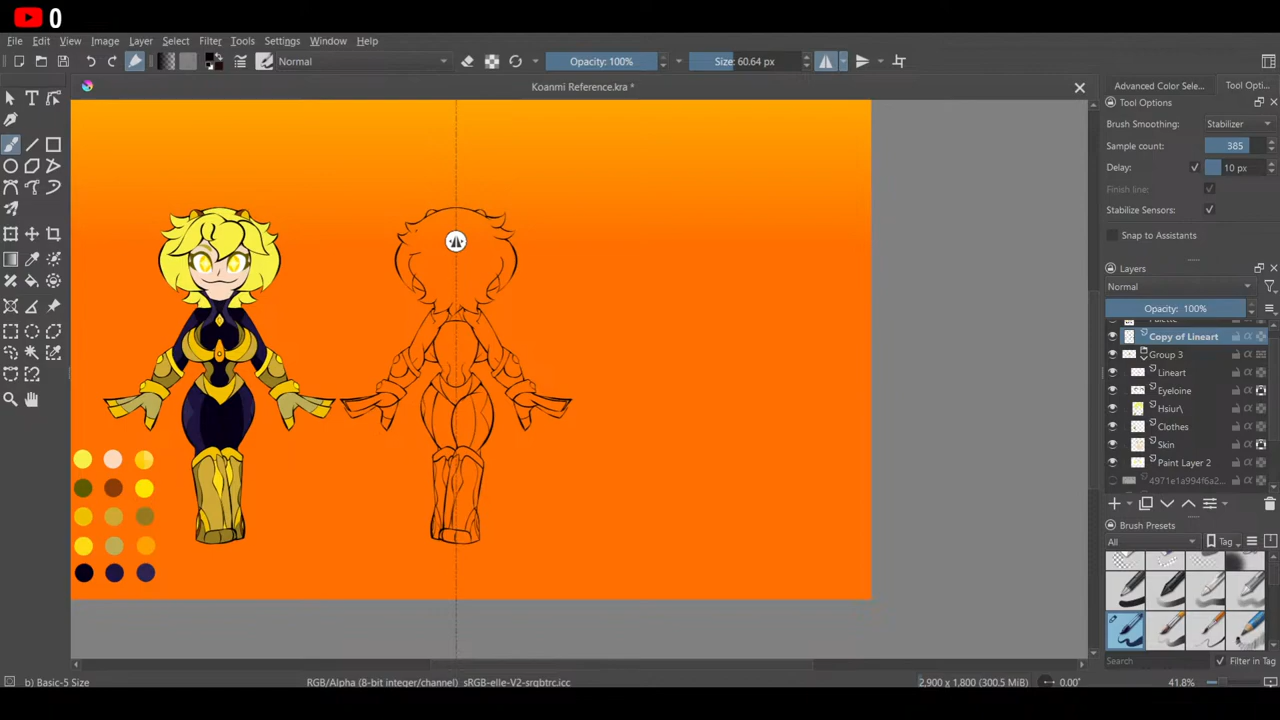 0
File Edit View Image Layer Select Filter Tools Settings Window Help
Normal Opacity: 100% Size: 60.64 px
Koanmi Reference.kra *
Advanced Color Sele... Tool Opti...
Tool Options
Brush Smoothing: Stabilizer
Sample count: 385
Delay: 10 px
Finish line:
Stabilize Sensors:
Snap to Assistants
Layers
Normal
Opacity: 100%
Palette
Copy of Lineart
Group 3
Lineart
Eyeloine
Hsiur\
Clothes
Skin
Paint Layer 2
4971e1a994f6a2...
Brush Presets
All Tag
Search Filter in Tag
b) Basic-5 Size RGB/Alpha (8-bit integer/channel) sRGB-elle-V2-srgbtrc.icc 2,900 x 1,800 (300.5 MiB) 0.00° 41.8%